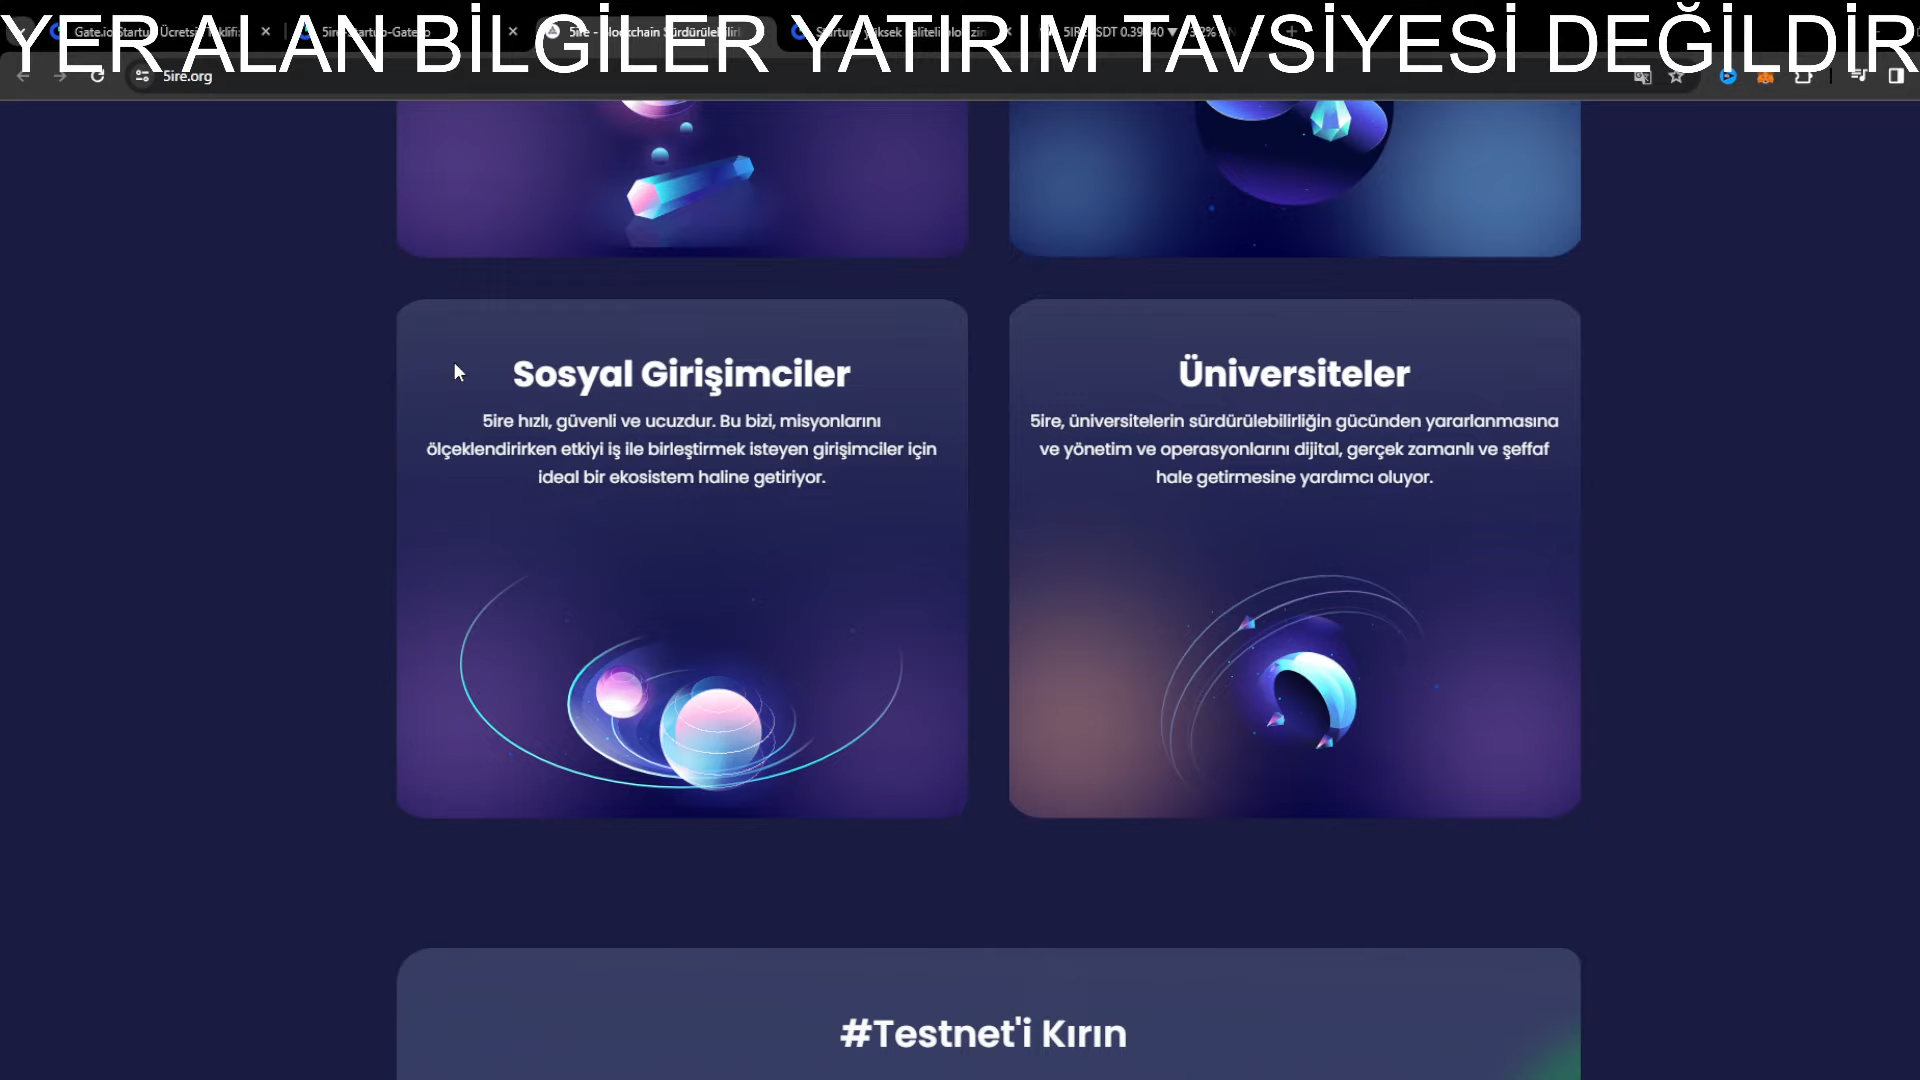 YER ALAN BİLGİLER YATIRIM TAVSİYESİ DEĞİLDİR
5ire.org
Sosyal Girişimciler
5ire hızlı, güvenli ve ucuzdur. Bu bizi, misyonlarını
ölçeklendirirken etkiyi iş ile birleştirmek isteyen girişimciler için
ideal bir ekosistem haline getiriyor.
Üniversiteler
5ire, üniversitelerin sürdürülebilirliğin gücünden yararlanmasına
ve yönetim ve operasyonlarını dijital, gerçek zamanlı ve şeffaf
hale getirmesine yardımcı oluyor.
#Testnet'i Kırın